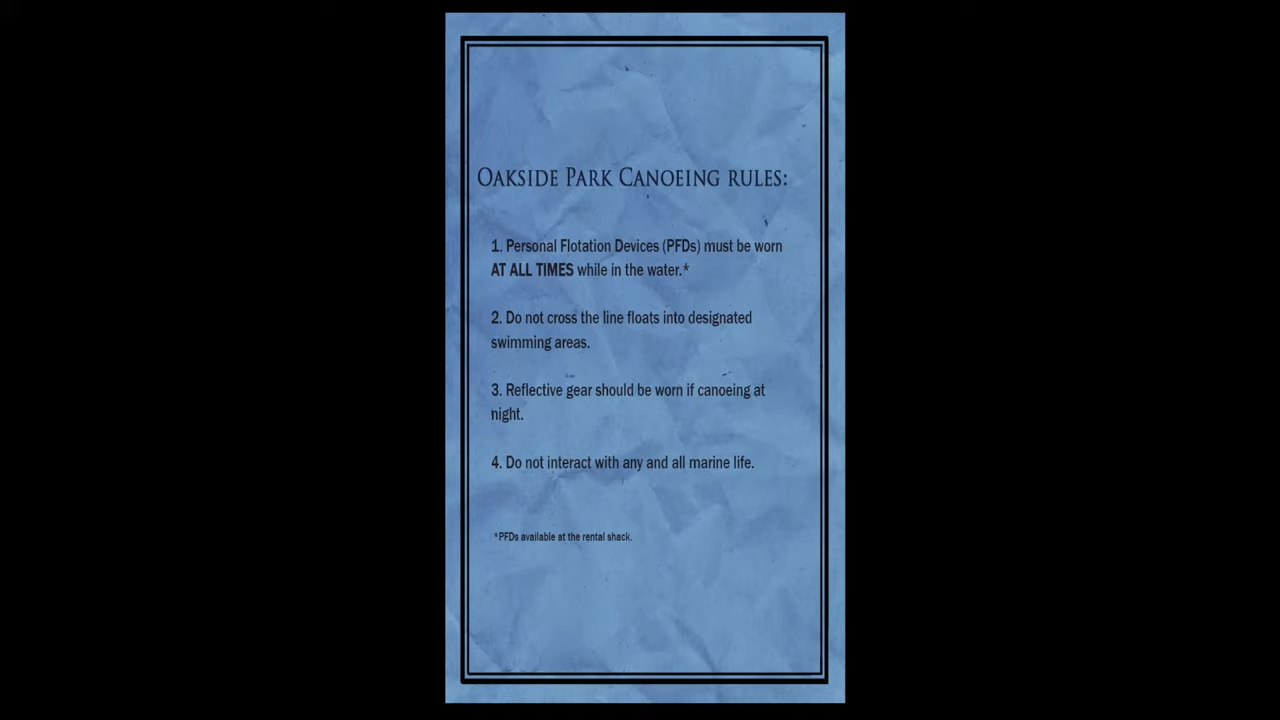 Oakside Park Canoeing rules:
1. Personal Flotation Devices (PFDs) must be worn
AT ALL TIMES while in the water.*
2. Do not cross the line floats into designated
swimming areas.
3. Reflective gear should be worn if canoeing at
night.
4. Do not interact with any and all marine life.
*PFDs available at the rental shack.